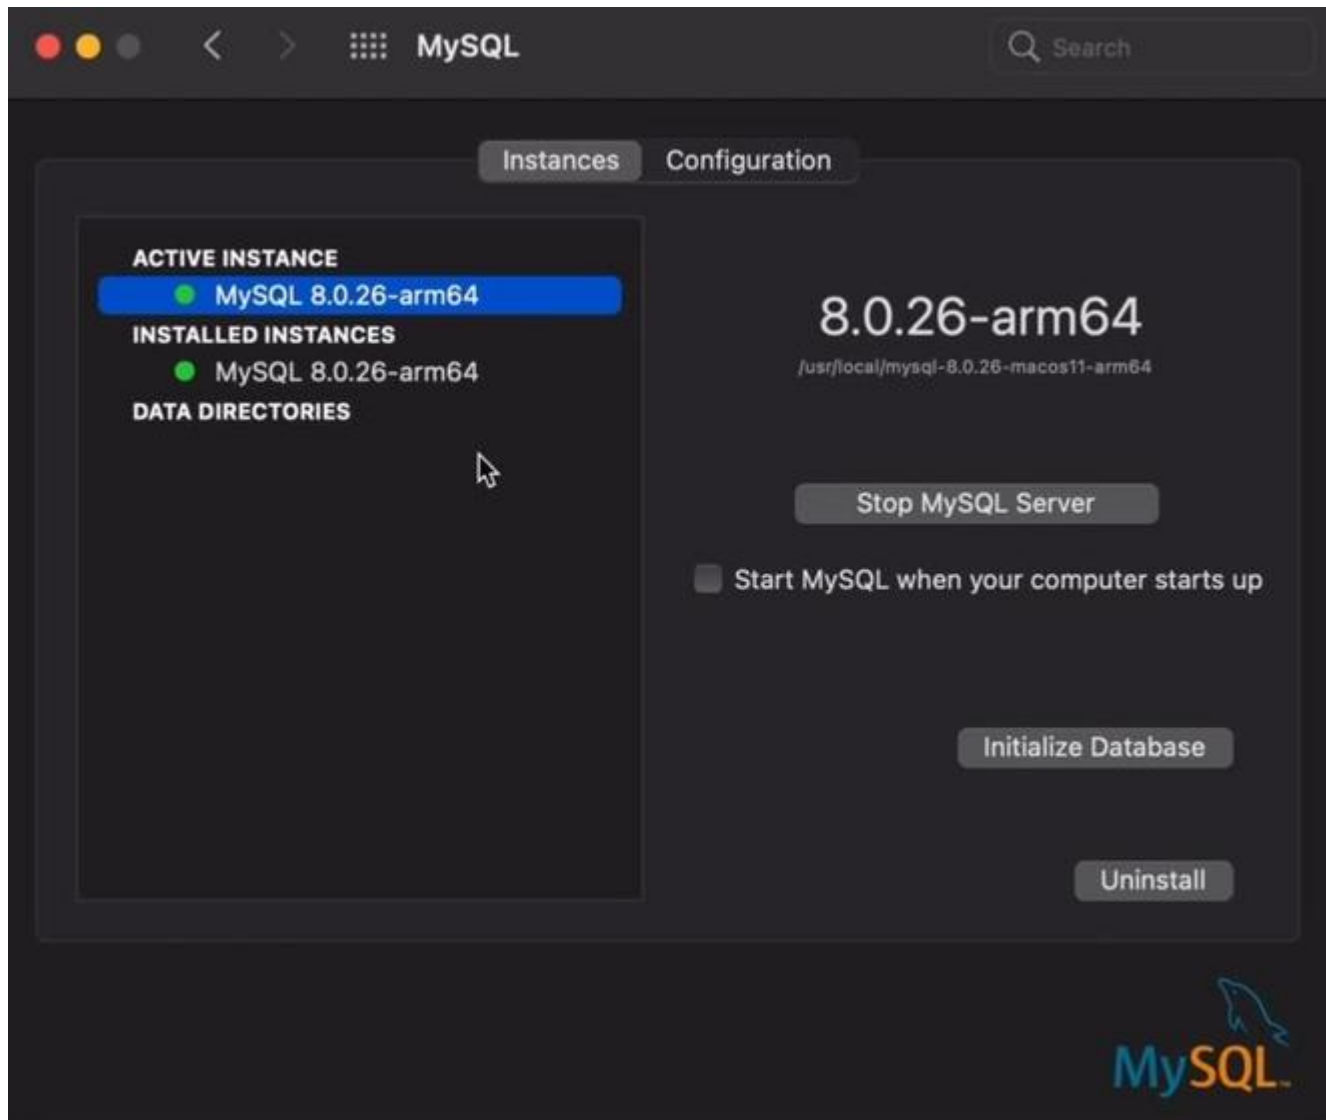 MySQL
Search
Instances
Configuration
ACTIVE INSTANCE
MySQL 8.0.26-arm64
INSTALLED INSTANCES
MySQL 8.0.26-arm64
DATA DIRECTORIES
8.0.26-arm64
/usr/local/mysql-8.0.26-macos11-arm64
Stop MySQL Server
Start MySQL when your computer starts up
Initialize Database
Uninstall
MySQL™